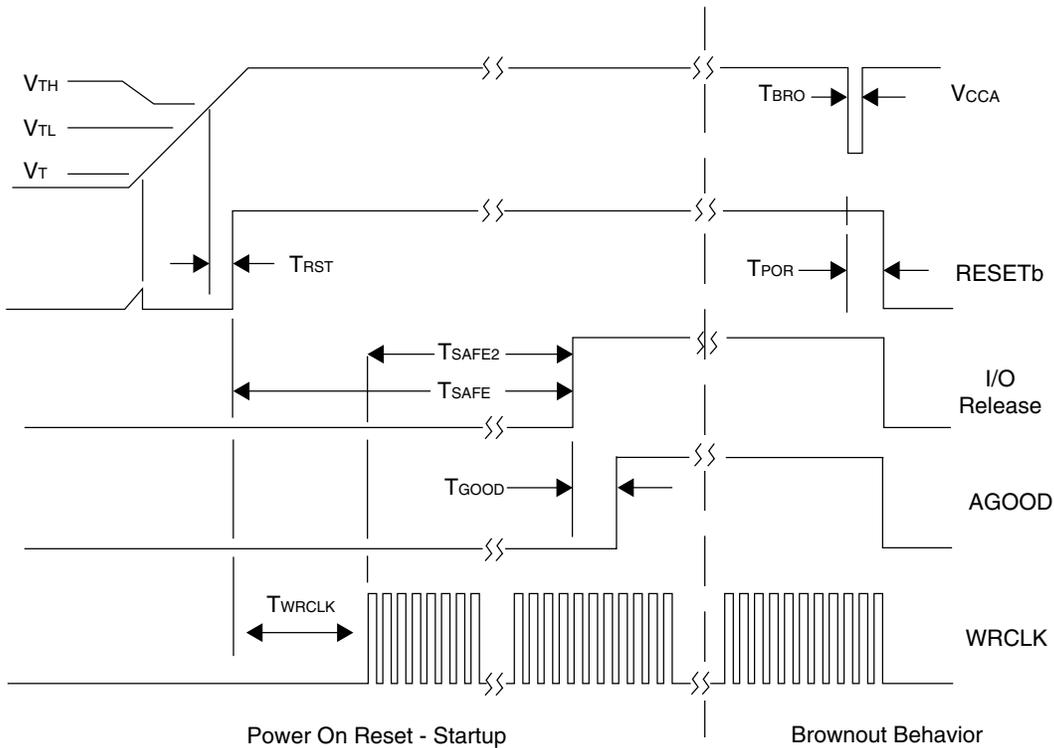 VTH
TBRO
VCCA
VTL
VT
TRST
TPOR
RESETb
TSAFE2
TSAFE
I/O
Release
TGOOD
AGOOD
TWRCLK
WRCLK
Power On Reset - Startup
Brownout Behavior